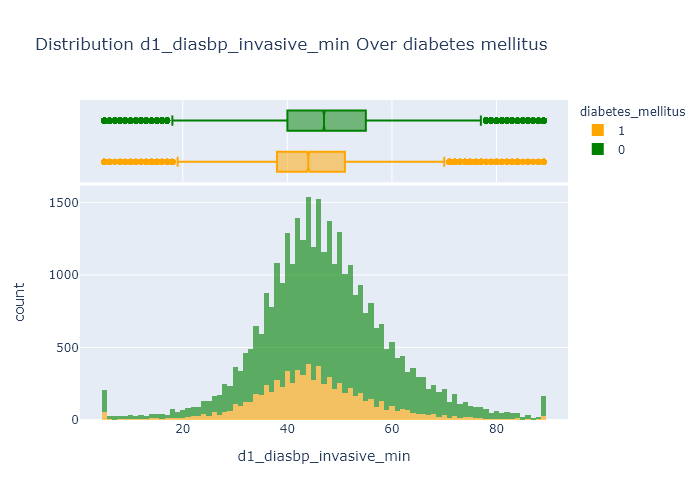 Distribution d1_diasbp_invasive_min Over diabetes mellitus
diabetes_mellitus
1
0
1500
1000
500
0
count
20
40
60
80
d1_diasbp_invasive_min